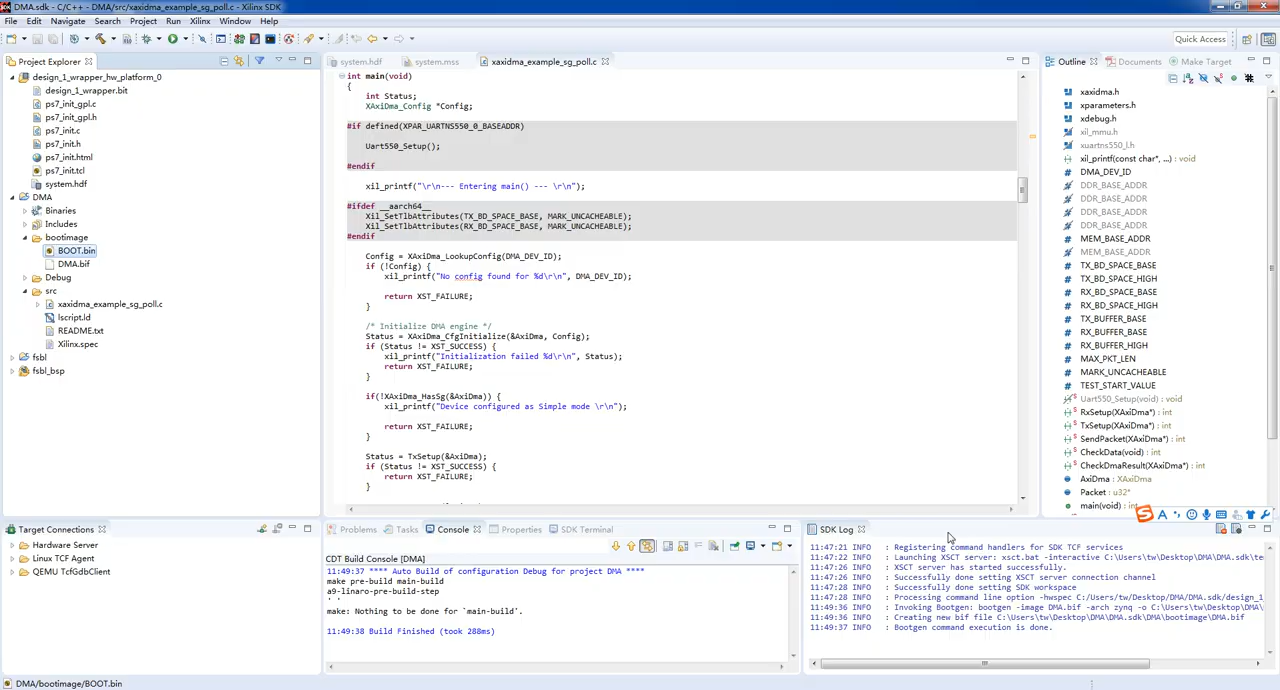 DMA.sdk - C/C++ - DMA/src/xaxidma_example_sg_poll.c - Xilinx SDK
File Edit Navigate Search Project Run Xilinx Window Help
Quick Access
Project Explorer
design_1_wrapper_hw_platform_0
design_1_wrapper.bit
ps7_init_gpl.c
ps7_init_gpl.h
ps7_init.c
ps7_init.h
ps7_init.html
ps7_init.tcl
system.hdf
DMA
Binaries
Includes
bootimage
BOOT.bin
DMA.bif
Debug
src
xaxidma_example_sg_poll.c
lscript.ld
README.txt
Xilinx.spec
fsbl
fsbl_bsp
system.hdf system.mss xaxidma_example_sg_poll.c
int main(void)
{
int Status;
XAxiDma_Config *Config;
#if defined(XPAR_UARTNS550_0_BASEADDR)
Uart550_Setup();
#endif
xil_printf("\r\n--- Entering main() --- \r\n");
#ifdef __aarch64__
Xil_SetTlbAttributes(TX_BD_SPACE_BASE, MARK_UNCACHEABLE);
Xil_SetTlbAttributes(RX_BD_SPACE_BASE, MARK_UNCACHEABLE);
#endif
Config = XAxiDma_LookupConfig(DMA_DEV_ID);
if (!Config) {
xil_printf("No config found for %d\r\n", DMA_DEV_ID);
return XST_FAILURE;
}
/* Initialize DMA engine */
Status = XAxiDma_CfgInitialize(&AxiDma, Config);
if (Status != XST_SUCCESS) {
xil_printf("Initialization failed %d\r\n", Status);
return XST_FAILURE;
}
if(!XAxiDma_HasSg(&AxiDma)) {
xil_printf("Device configured as Simple mode \r\n");
return XST_FAILURE;
}
Status = TxSetup(&AxiDma);
if (Status != XST_SUCCESS) {
return XST_FAILURE;
}
Outline Documents Make Target
xaxidma.h
xparameters.h
xdebug.h
xil_mmu.h
xuartns550_l.h
xil_printf(const char*, ...) : void
DMA_DEV_ID
DDR_BASE_ADDR
DDR_BASE_ADDR
DDR_BASE_ADDR
DDR_BASE_ADDR
MEM_BASE_ADDR
MEM_BASE_ADDR
TX_BD_SPACE_BASE
TX_BD_SPACE_HIGH
RX_BD_SPACE_BASE
RX_BD_SPACE_HIGH
TX_BUFFER_BASE
RX_BUFFER_BASE
RX_BUFFER_HIGH
MAX_PKT_LEN
MARK_UNCACHEABLE
TEST_START_VALUE
Uart550_Setup(void) : void
RxSetup(XAxiDma*) : int
TxSetup(XAxiDma*) : int
SendPacket(XAxiDma*) : int
CheckData(void) : int
CheckDmaResult(XAxiDma*) : int
AxiDma : XAxiDma
Packet : u32*
main(void) : int
Target Connections
Hardware Server
Linux TCF Agent
QEMU TcfGdbClient
Problems Tasks Console Properties SDK Terminal
CDT Build Console [DMA]
11:49:37 **** Auto Build of configuration Debug for project DMA ****
make pre-build main-build
a9-linaro-pre-build-step
' '
make: Nothing to be done for `main-build'.
11:49:38 Build Finished (took 288ms)
SDK Log
11:47:21 INFO : Registering command handlers for SDK TCF services
11:47:22 INFO : Launching XSCT server: xsct.bat -interactive C:\Users\tw\Desktop\DMA\DMA.sdk\te
11:47:26 INFO : XSCT server has started successfully.
11:47:26 INFO : Successfully done setting XSCT server connection channel
11:47:28 INFO : Successfully done setting SDK workspace
11:47:28 INFO : Processing command line option -hwspec C:/Users/tw/Desktop/DMA/DMA.sdk/design_1
11:49:36 INFO : Invoking Bootgen: bootgen -image DMA.bif -arch zynq -o C:\Users\tw\Desktop\DMA\
11:49:36 INFO : Creating new bif file C:\Users\tw\Desktop\DMA\DMA.sdk\DMA\bootimage\DMA.bif
11:49:37 INFO : Bootgen command execution is done.
DMA/bootimage/BOOT.bin